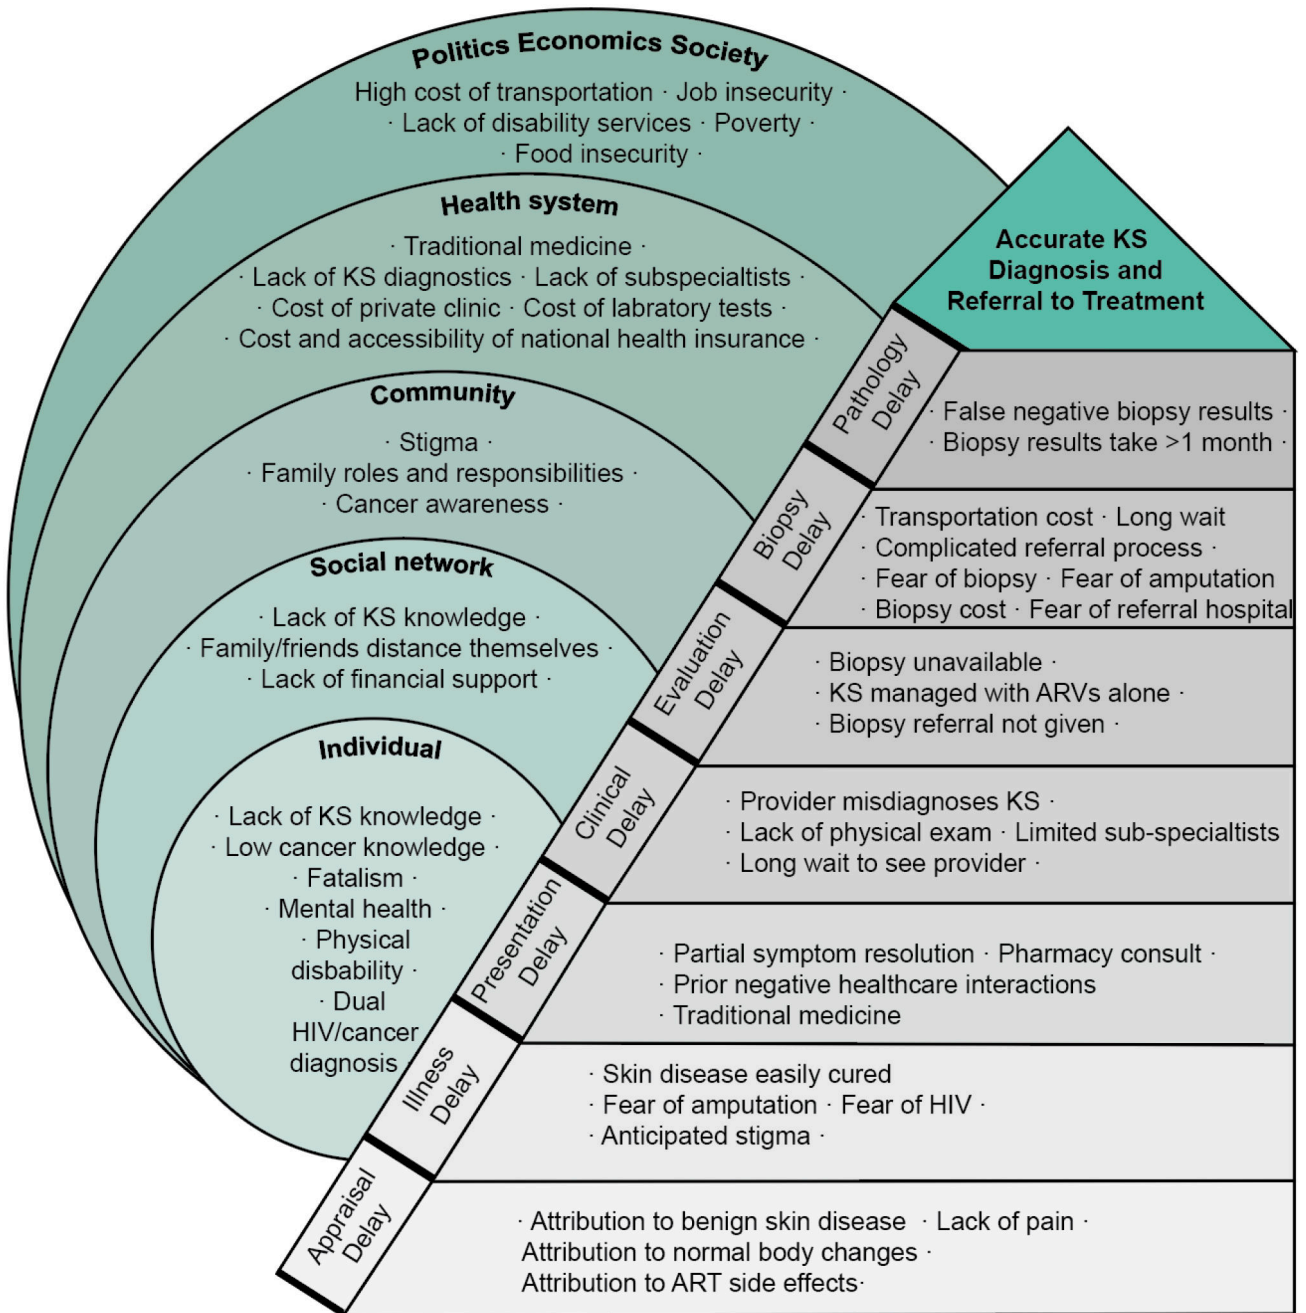 Politics Economics Society
High cost of transportation · Job insecurity ·
· Lack of disability services · Poverty ·
· Food insecurity ·
Health system
· Traditional medicine ·
· Lack of KS diagnostics · Lack of subspecialtists ·
· Cost of private clinic · Cost of labratory tests ·
· Cost and accessibility of national health insurance ·
Community
· Stigma ·
· Family roles and responsibilities ·
· Cancer awareness ·
Social network
· Lack of KS knowledge ·
· Family/friends distance themselves ·
· Lack of financial support ·
Individual
· Lack of KS knowledge ·
· Low cancer knowledge ·
· Fatalism ·
· Mental health ·
· Physical
disbability ·
· Dual
HIV/cancer
diagnosis ·
Accurate KS
Diagnosis and
Referral to Treatment
Pathology
Delay
· False negative biopsy results ·
· Biopsy results take >1 month ·
Biopsy
Delay
· Transportation cost · Long wait
· Complicated referral process ·
· Fear of biopsy · Fear of amputation
· Biopsy cost · Fear of referral hospital
Evaluation
Delay
· Biopsy unavailable ·
· KS managed with ARVs alone ·
· Biopsy referral not given ·
Clinical
Delay
· Provider misdiagnoses KS ·
· Lack of physical exam · Limited sub-specialtists
· Long wait to see provider ·
Presentation
Delay
· Partial symptom resolution · Pharmacy consult ·
· Prior negative healthcare interactions
· Traditional medicine
Illness
Delay
· Skin disease easily cured
· Fear of amputation · Fear of HIV ·
· Anticipated stigma ·
Appraisal
Delay
· Attribution to benign skin disease · Lack of pain ·
Attribution to normal body changes ·
Attribution to ART side effects·